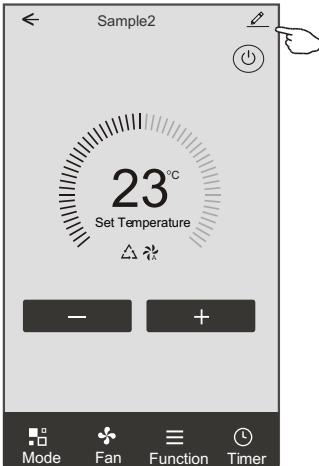 Sample2
23°C
Set Temperature
A
Mode Fan Function Timer